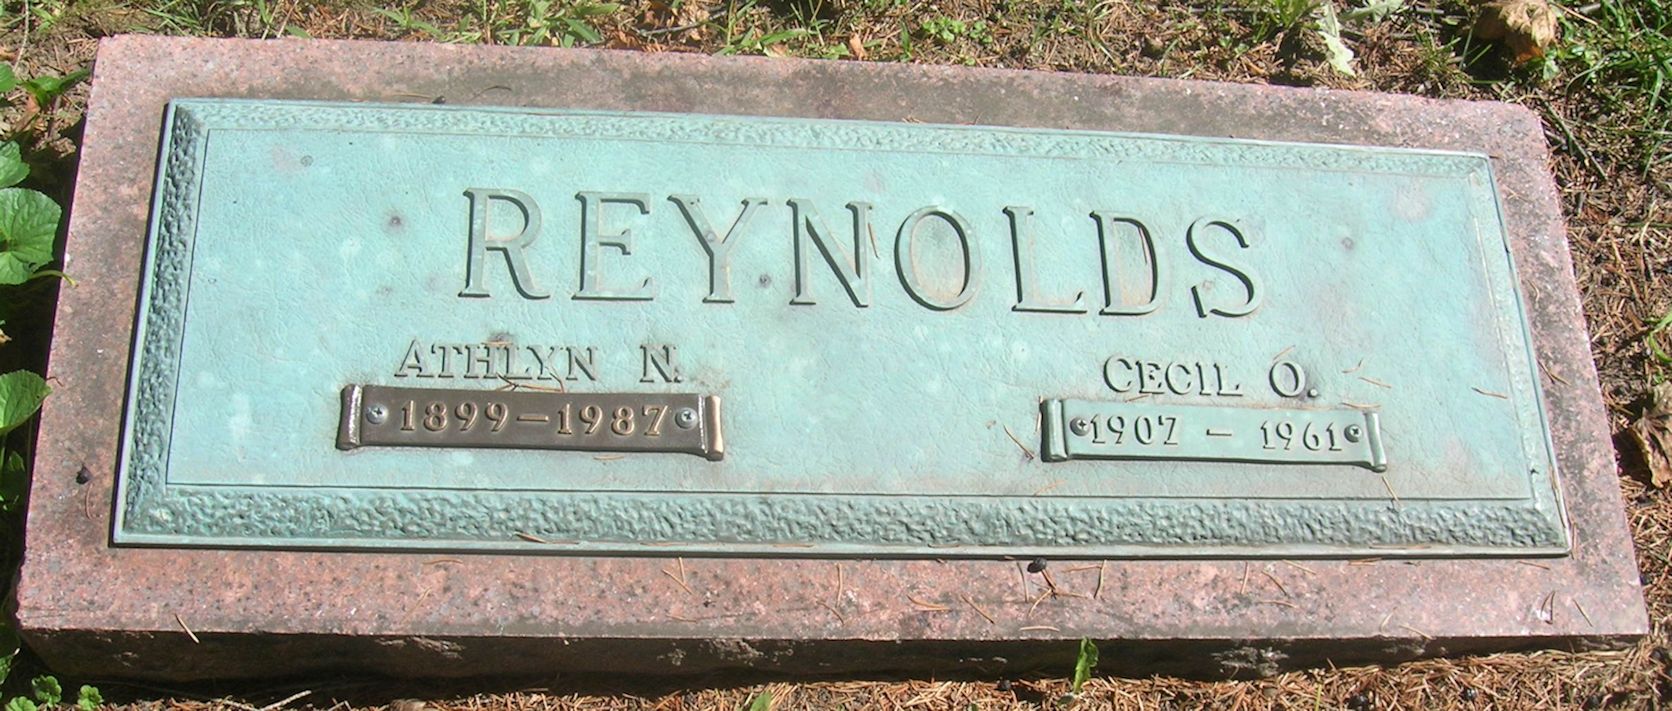 REYNOLDS
ATHLYN N.
1899-1987
CECIL O.
1907 - 1961